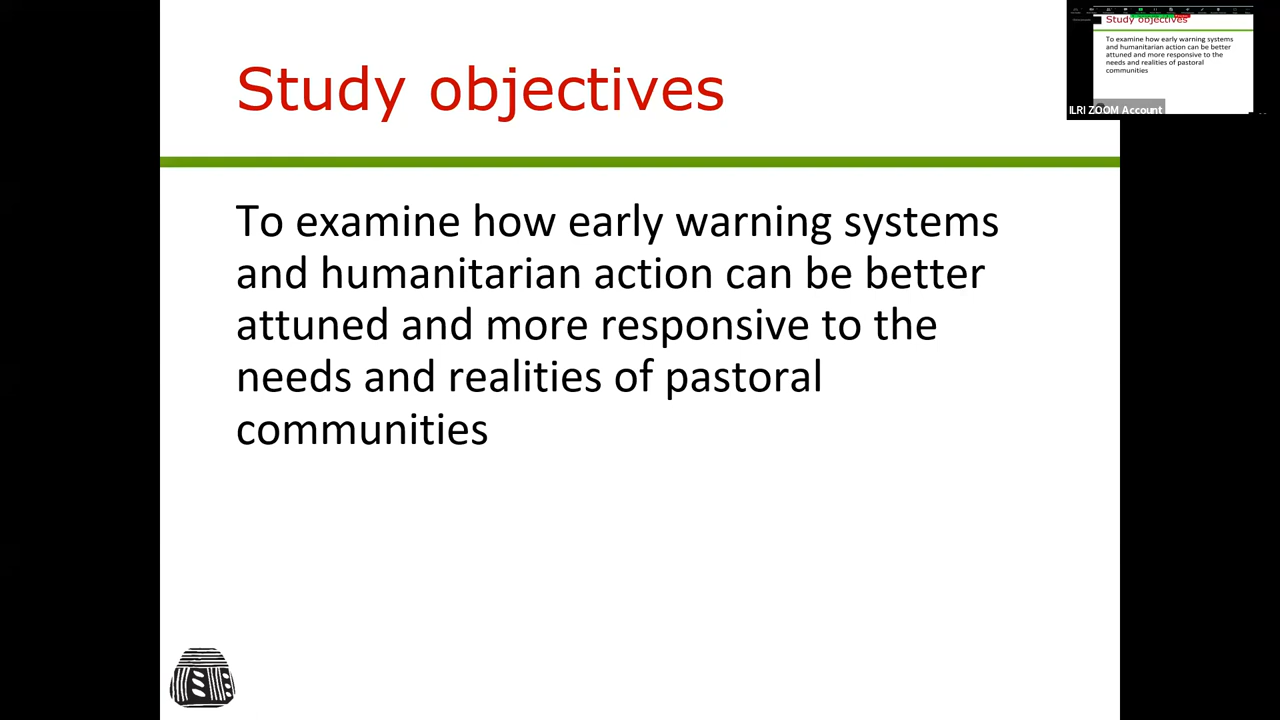 Study objectives
To examine how early warning systems
and humanitarian action can be better
attuned and more responsive to the
needs and realities of pastoral
communities
Study objectives
To examine how early warning systems
and humanitarian action can be better
attuned and more responsive to the
needs and realities of pastoral
communities
ILRI ZOOM Account